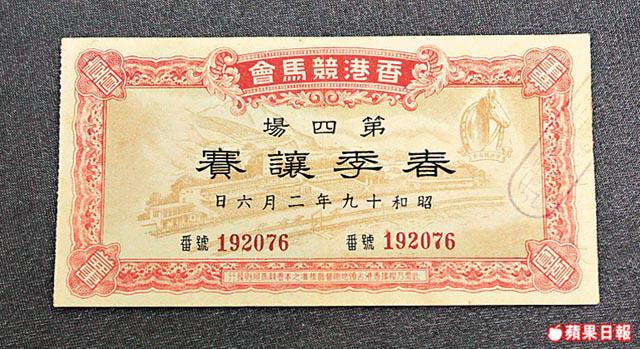 香港競馬會
第四場
春季讓賽
昭和十九年二月六日
番號 192076 番號 192076
蘋果日報